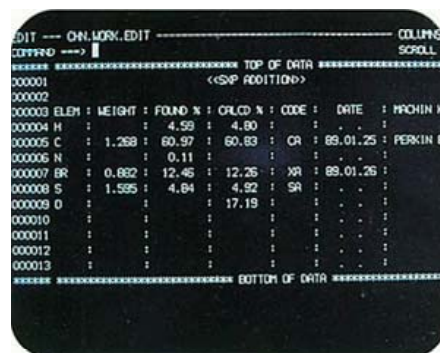 EDIT --- CHN.WORK.EDIT ---------------- COLUMNS
COMMAND ===> SCROLL
****** ******************** TOP OF DATA ********************
000001 <<SXP ADDITION>>
000002
000003 ELEM : WEIGHT : FOUND % : CALCD % : CODE : DATE : MACHIN
000004 H : : 4.59 : 4.80 : : . . :
000005 C : 1.268 : 60.97 : 60.83 : CA : 89.01.25 : PERKIN
000006 N : : 0.11 : : : . . :
000007 BR : 0.882 : 12.46 : 12.26 : XA : 89.01.26 :
000008 S : 1.595 : 4.84 : 4.92 : SA : . . :
000009 O : : : 17.19 : : . . :
000010 : : : : : . . :
000011 : : : : : . . :
000012 : : : : : . . :
000013 : : : : : . . :
****** ******************** BOTTOM OF DATA ********************